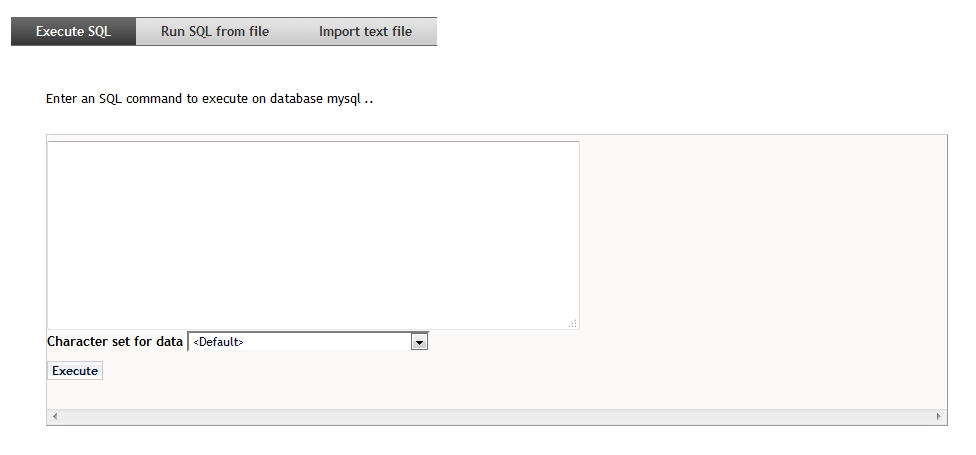 Execute SQL Run SQL from file Import text file
Enter an SQL command to execute on database mysql ..
Character set for data <Default>
Execute